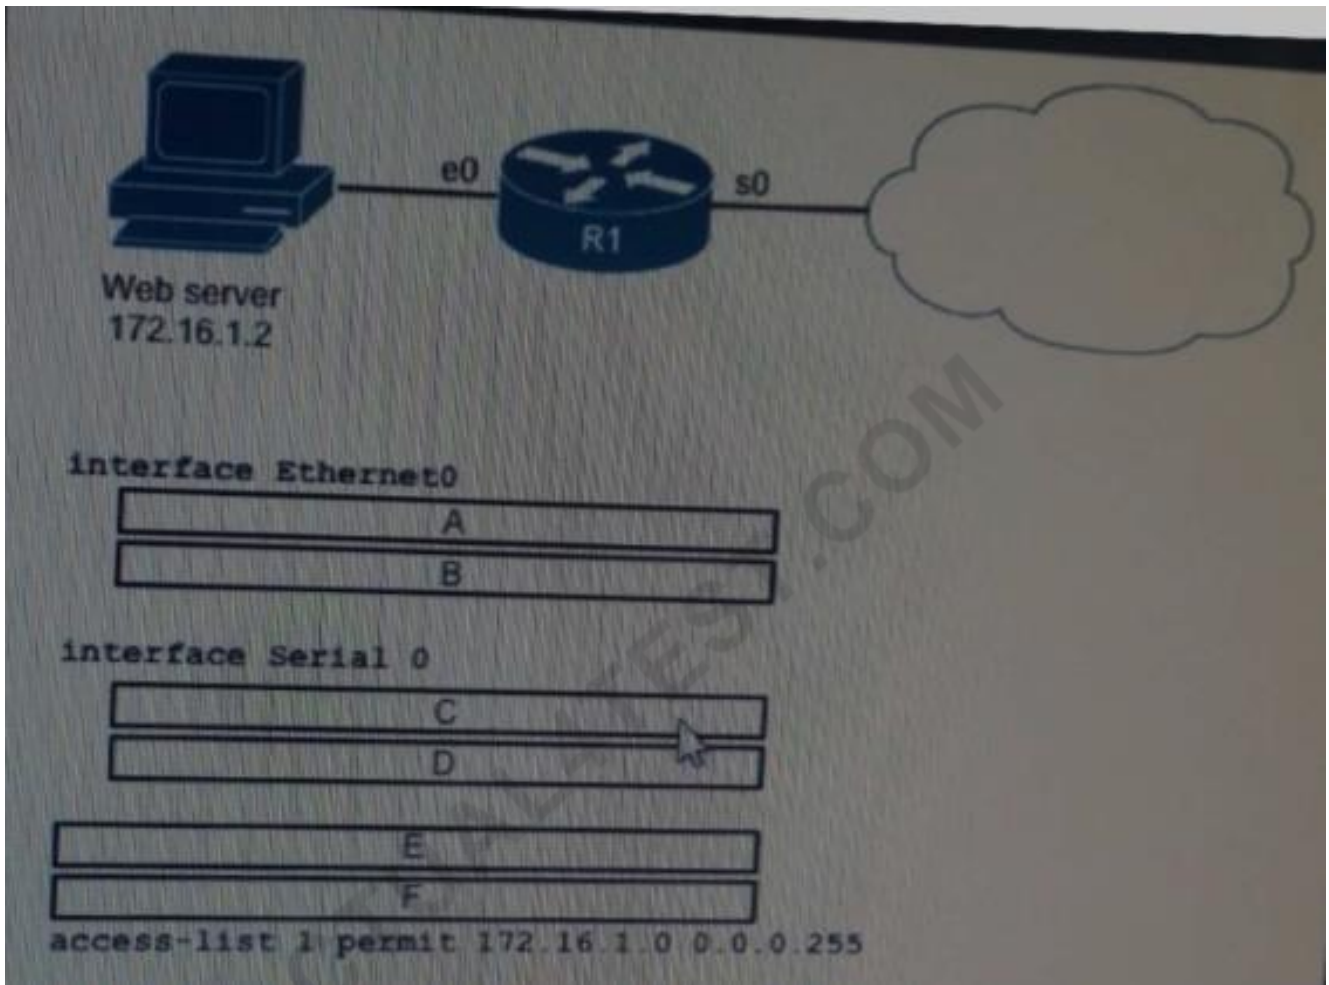 e0
s0
R1
Web server
172.16.1.2
interface Ethernet0
A
B
interface Serial 0
C
D
E
F
access-list 1 permit 172.16.1.0 0.0.0.255